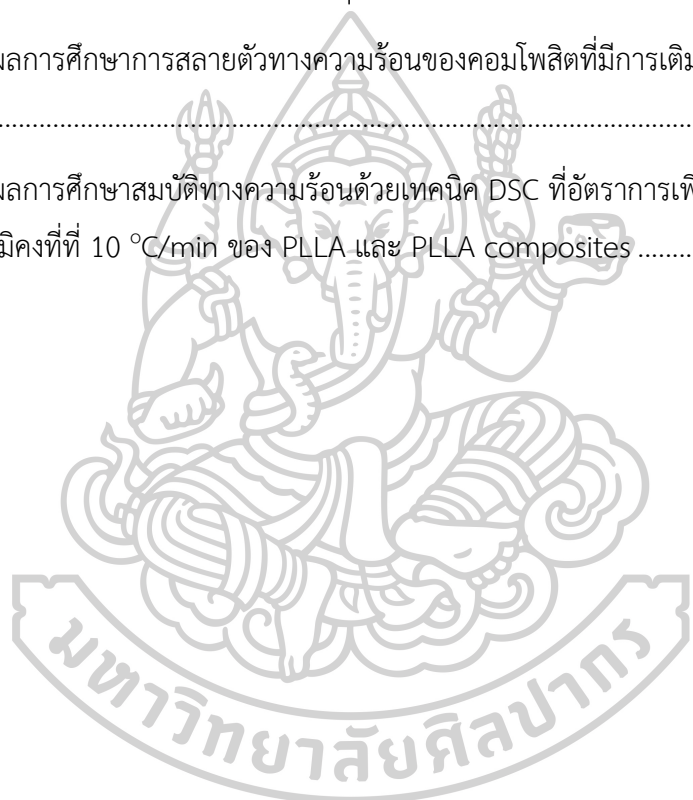 ผลการศึกษาการสลายตัวทางความร้อนของคอมโพสิตที่มีการเติม
....................................................................................................
ผลการศึกษาสมบัติทางความร้อนด้วยเทคนิค DSC ที่อัตราการเพิ
มิคงที่ที่ 10 °C/min ของ PLLA และ PLLA composites .........
มหาวิทยาลัยศิลปากร